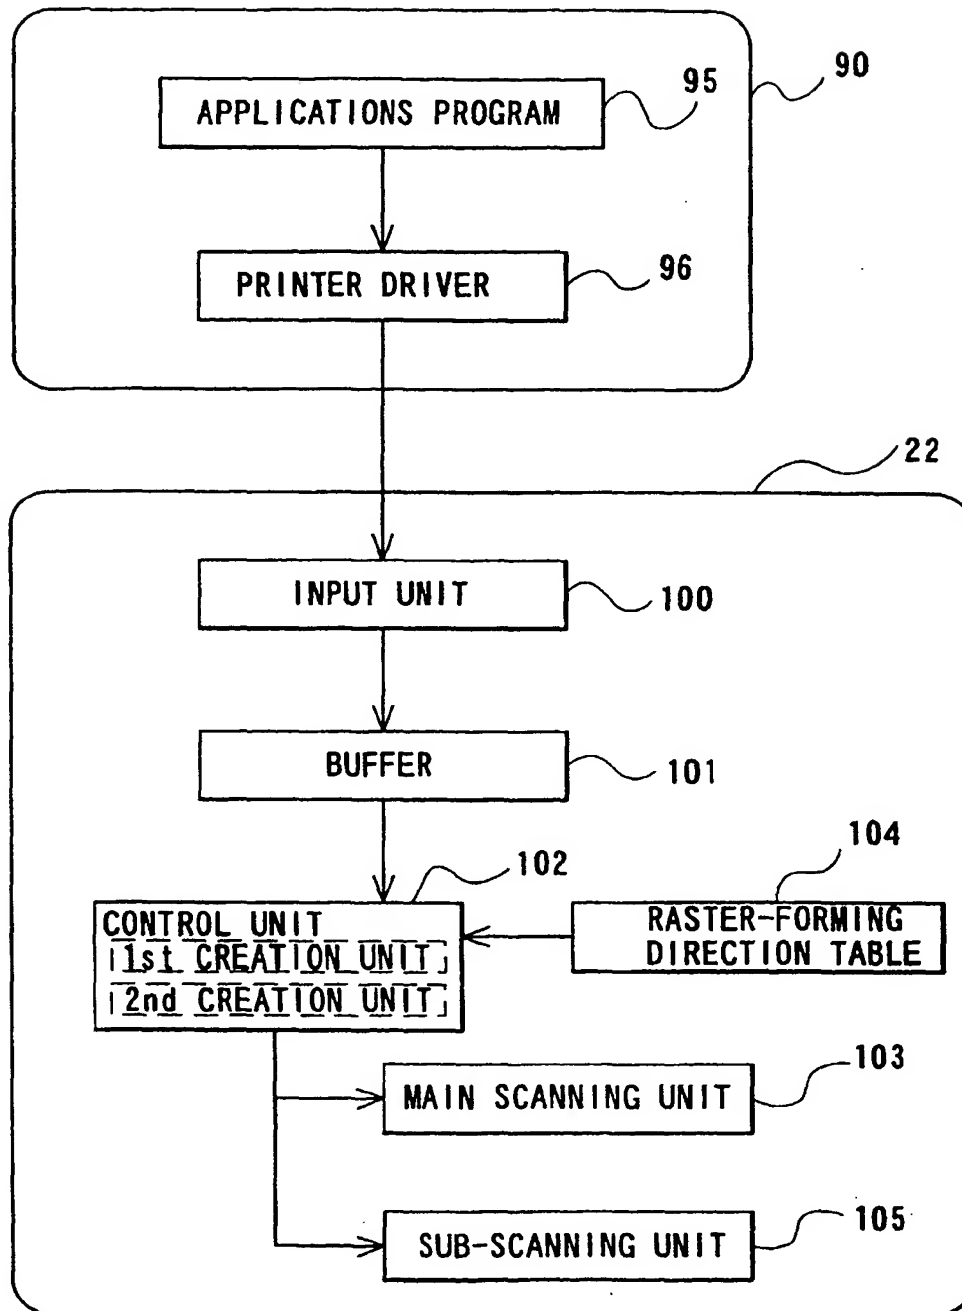 90
95
APPLICATIONS PROGRAM
96
PRINTER DRIVER
22
INPUT UNIT
100
BUFFER
101
102
104
CONTROL UNIT
1st CREATION UNIT
2nd CREATION UNIT
RASTER-FORMING
DIRECTION TABLE
103
MAIN SCANNING UNIT
105
SUB-SCANNING UNIT